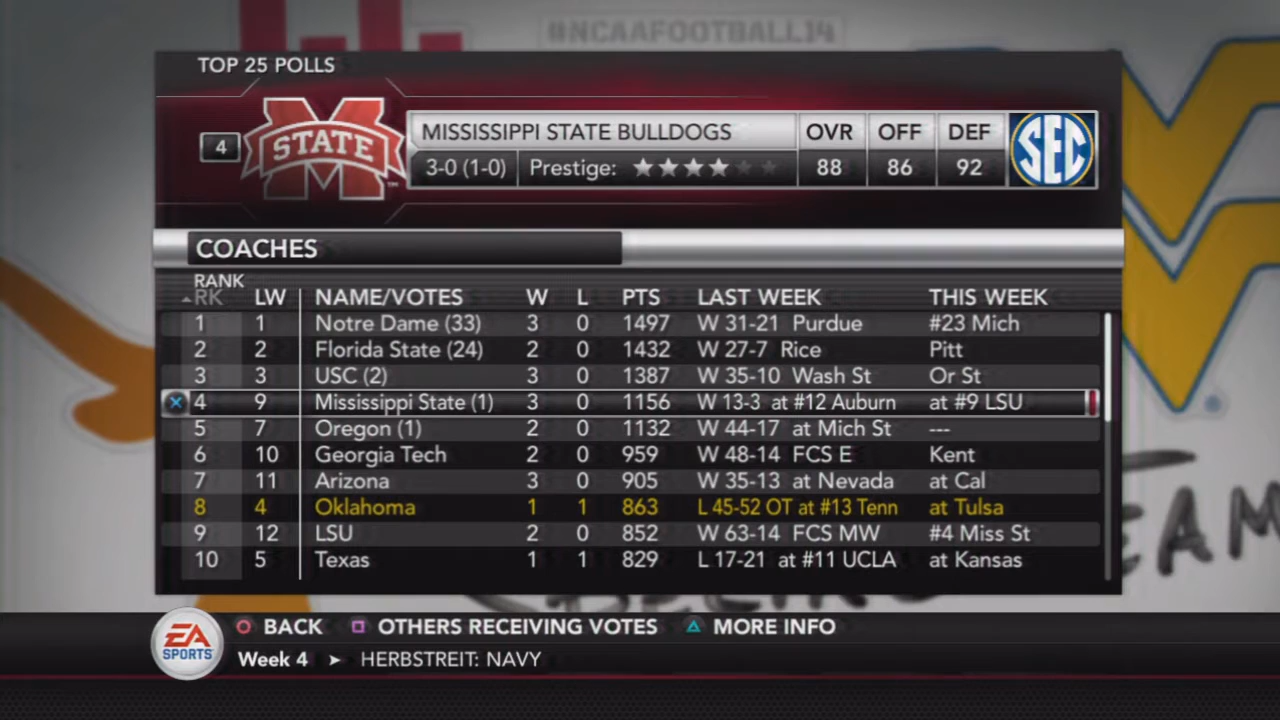 #NCAAFOOTBALL14
TOP 25 POLLS
4 STATE MISSISSIPPI STATE BULLDOGS OVR OFF DEF SEC
3-0 (1-0) Prestige: 88 86 92
COACHES
RANK
RK LW NAME/VOTES W L PTS LAST WEEK THIS WEEK
1 1 Notre Dame (33) 3 0 1497 W 31-21 Purdue #23 Mich
2 2 Florida State (24) 2 0 1432 W 27-7 Rice Pitt
3 3 USC (2) 3 0 1387 W 35-10 Wash St Or St
4 9 Mississippi State (1) 3 0 1156 W 13-3 at #12 Auburn at #9 LSU
5 7 Oregon (1) 2 0 1132 W 44-17 at Mich St ---
6 10 Georgia Tech 2 0 959 W 48-14 FCS E Kent
7 11 Arizona 3 0 905 W 35-13 at Nevada at Cal
8 4 Oklahoma 1 1 863 L 45-52 OT at #13 Tenn at Tulsa
9 12 LSU 2 0 852 W 63-14 FCS MW #4 Miss St
10 5 Texas 1 1 829 L 17-21 at #11 UCLA at Kansas
BACK OTHERS RECEIVING VOTES MORE INFO
EA SPORTS
Week 4 HERBSTREIT: NAVY